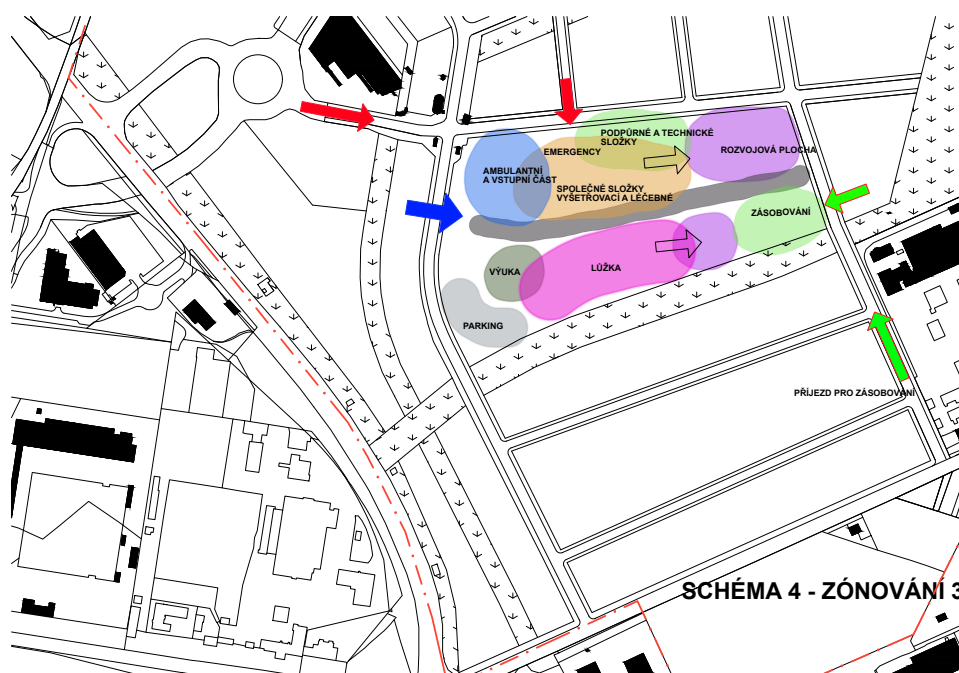 PODPŮRNÉ A TECHNICKÉ
SLOŽKY
EMERGENCY
ROZVOJOVÁ PLOCHA
AMBULANTNÍ
A VSTUPNÍ ČÁST
SPOLEČNÉ SLOŽKY
VYŠETŘOVACÍ A LÉČEBNÉ
ZÁSOBOVÁNÍ
VÝUKA
LŮŽKA
PARKING
PŘÍJEZD PRO ZÁSOBOVÁNÍ
SCHÉMA 4 - ZÓNOVÁNÍ 3